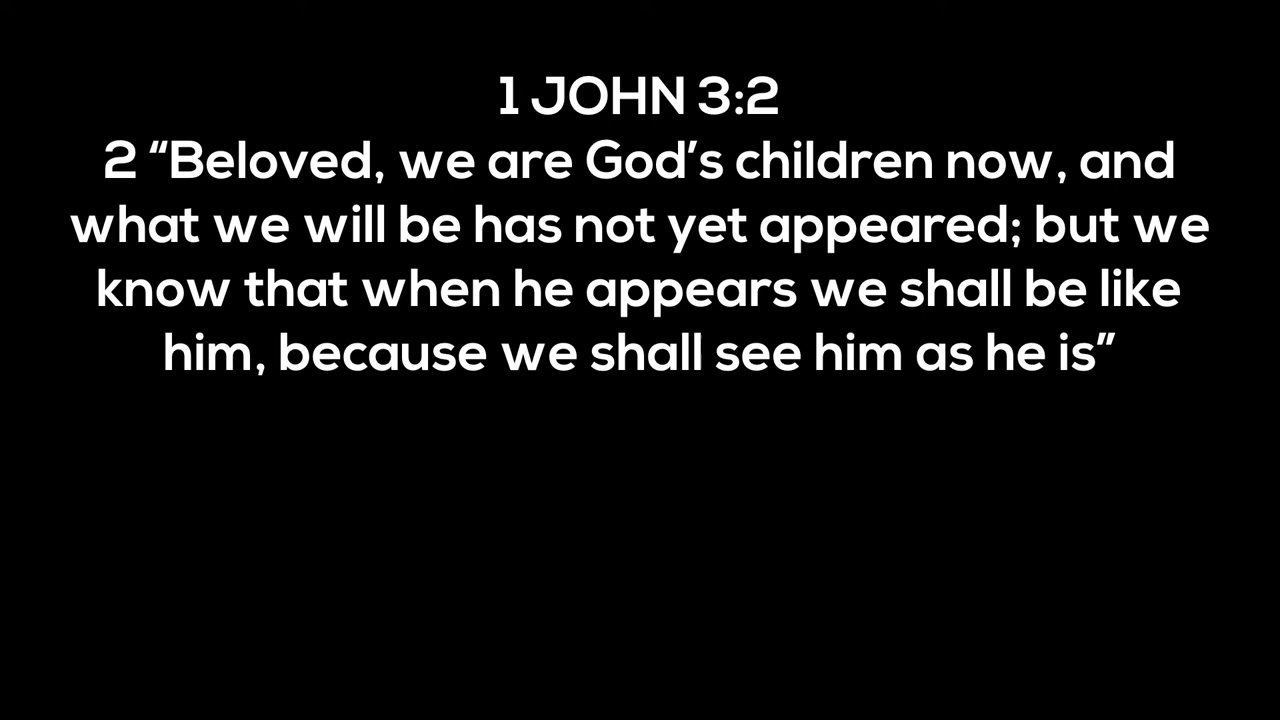 1 JOHN 3:2
2 “Beloved, we are God’s children now, and
what we will be has not yet appeared; but we
know that when he appears we shall be like
him, because we shall see him as he is”